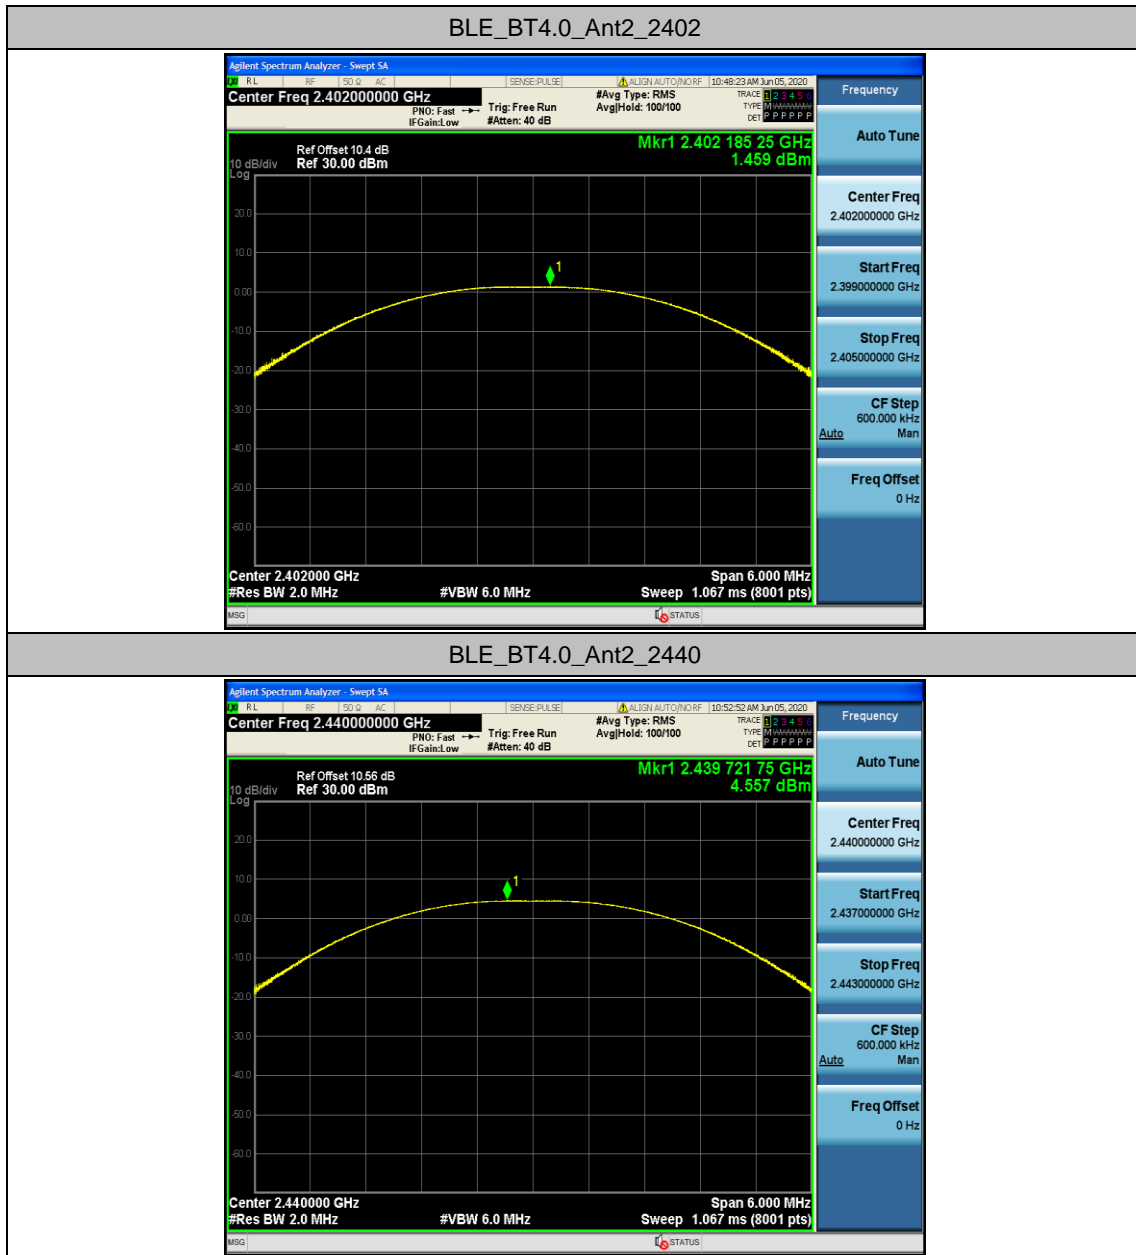 BLE_BT4.0_Ant2_2402
Agilent Spectrum Analyzer - Swept SA
RL RF 50 Ω AC SENSE:PULSE ALIGN AUTO/NO RF 10:48:23 AM Jun 05, 2020
Center Freq 2.402000000 GHz
PNO: Fast
IFGain:Low
Trig: Free Run
#Atten: 40 dB
#Avg Type: RMS
Avg|Hold: 100/100
TRACE 1 2 3 4 5 6
TYPE M
DET P P P P P P
Frequency
Mkr1 2.402 185 25 GHz
1.459 dBm
Ref Offset 10.4 dB
10 dB/div Ref 30.00 dBm
Log
20.0
10.0
0.00
-10.0
-20.0
-30.0
-40.0
-50.0
-60.0
1
Center 2.402000 GHz Span 6.000 MHz
#Res BW 2.0 MHz #VBW 6.0 MHz Sweep 1.067 ms (8001 pts)
MSG STATUS
Auto Tune
Center Freq
2.402000000 GHz
Start Freq
2.399000000 GHz
Stop Freq
2.405000000 GHz
CF Step
600.000 kHz
Auto Man
Freq Offset
0 Hz
BLE_BT4.0_Ant2_2440
Agilent Spectrum Analyzer - Swept SA
RL RF 50 Ω AC SENSE:PULSE ALIGN AUTO/NO RF 10:52:52 AM Jun 05, 2020
Center Freq 2.440000000 GHz
PNO: Fast
IFGain:Low
Trig: Free Run
#Atten: 40 dB
#Avg Type: RMS
Avg|Hold: 100/100
TRACE 1 2 3 4 5 6
TYPE M
DET P P P P P P
Frequency
Mkr1 2.439 721 75 GHz
4.557 dBm
Ref Offset 10.56 dB
10 dB/div Ref 30.00 dBm
Log
20.0
10.0
0.00
-10.0
-20.0
-30.0
-40.0
-50.0
-60.0
1
Center 2.440000 GHz Span 6.000 MHz
#Res BW 2.0 MHz #VBW 6.0 MHz Sweep 1.067 ms (8001 pts)
MSG STATUS
Auto Tune
Center Freq
2.440000000 GHz
Start Freq
2.437000000 GHz
Stop Freq
2.443000000 GHz
CF Step
600.000 kHz
Auto Man
Freq Offset
0 Hz